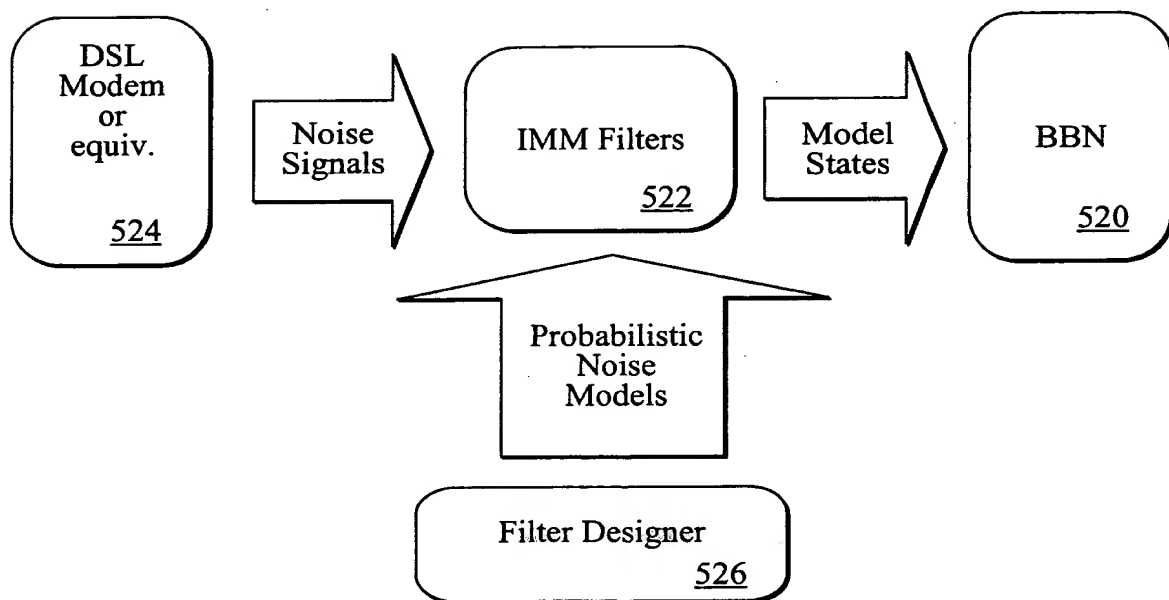 DSL
Modem
or
equiv.
524
Noise
Signals
IMM Filters
522
Model
States
BBN
520
Probabilistic
Noise
Models
Filter Designer
526